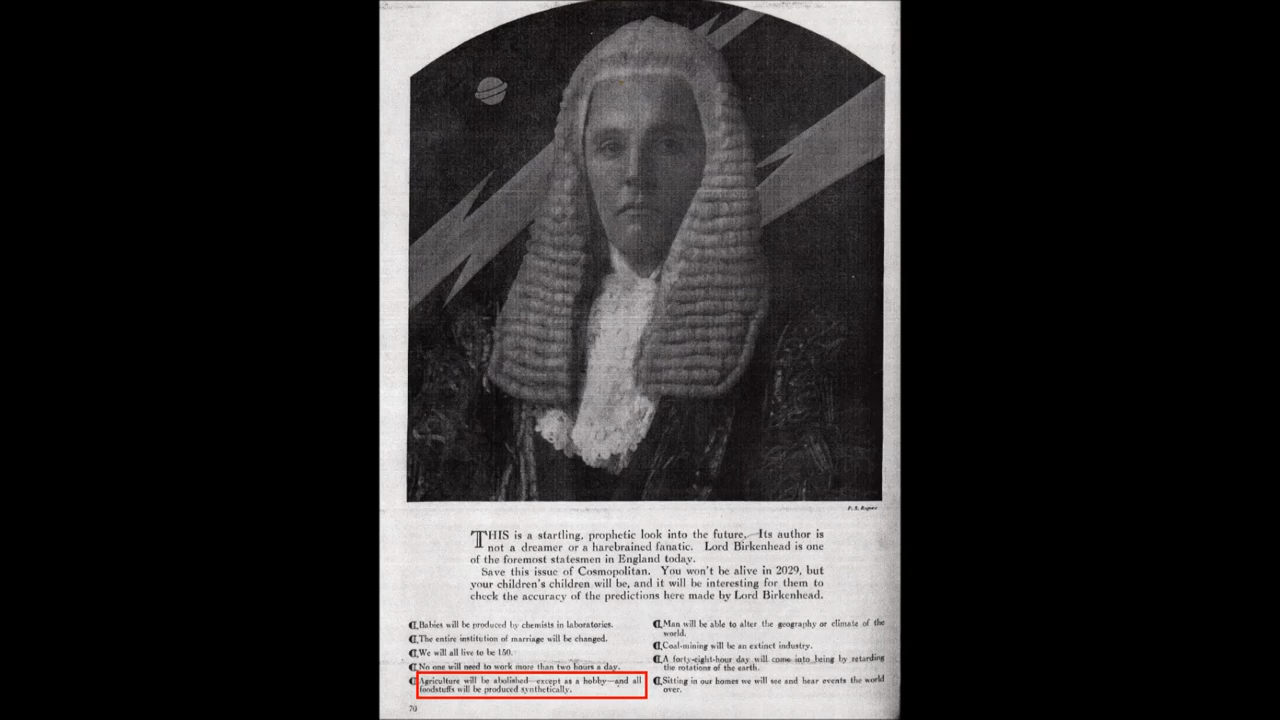 F. S. Rogers
THIS is a startling, prophetic look into the future. Its author is
not a dreamer or a harebrained fanatic. Lord Birkenhead is one
of the foremost statesmen in England today.
Save this issue of Cosmopolitan. You won't be alive in 2029, but
your children's children will be, and it will be interesting for them to
check the accuracy of the predictions here made by Lord Birkenhead.
¶ Babies will be produced by chemists in laboratories.
¶ The entire institution of marriage will be changed.
¶ We will all live to be 150.
¶ No one will need to work more than two hours a day.
¶ Agriculture will be abolished—except as a hobby—and all
foodstuffs will be produced synthetically.
¶ Man will be able to alter the geography or climate of the
world.
¶ Coal-mining will be an extinct industry.
¶ A forty-eight-hour day will come into being by retarding
the rotations of the earth.
¶ Sitting in our homes we will see and hear events the world
over.
70